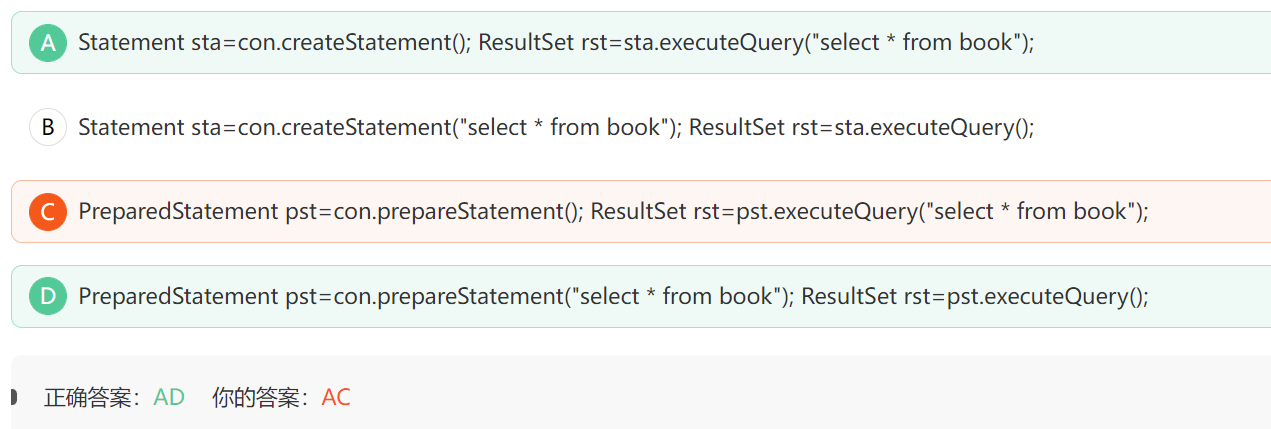 A Statement sta=con.createStatement(); ResultSet rst=sta.executeQuery("select * from book");
B Statement sta=con.createStatement("select * from book"); ResultSet rst=sta.executeQuery();
C PreparedStatement pst=con.prepareStatement(); ResultSet rst=pst.executeQuery("select * from book");
D PreparedStatement pst=con.prepareStatement("select * from book"); ResultSet rst=pst.executeQuery();
正确答案：AD 你的答案：AC